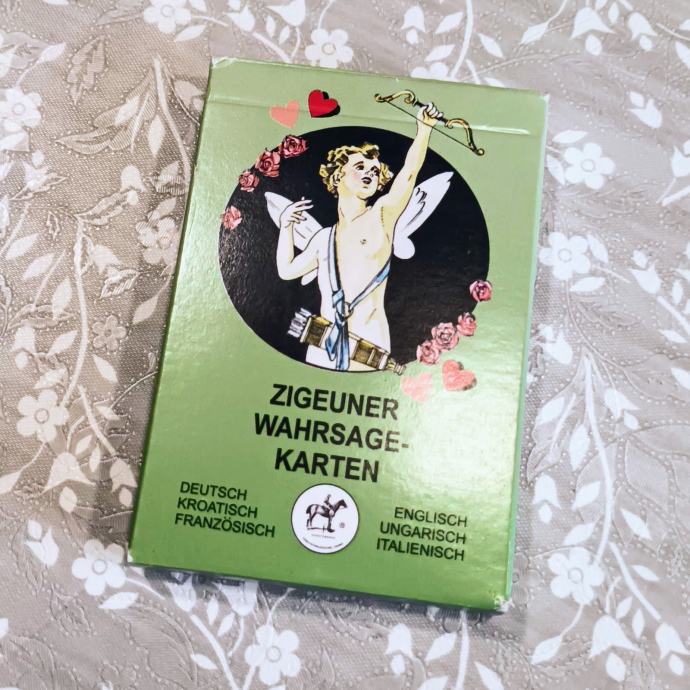 ZIGEUNER
WAHRSAGE-
KARTEN
DEUTSCH
KROATISCH
FRANZÖSISCH
ENGLISCH
UNGARISCH
ITALIENISCH
®